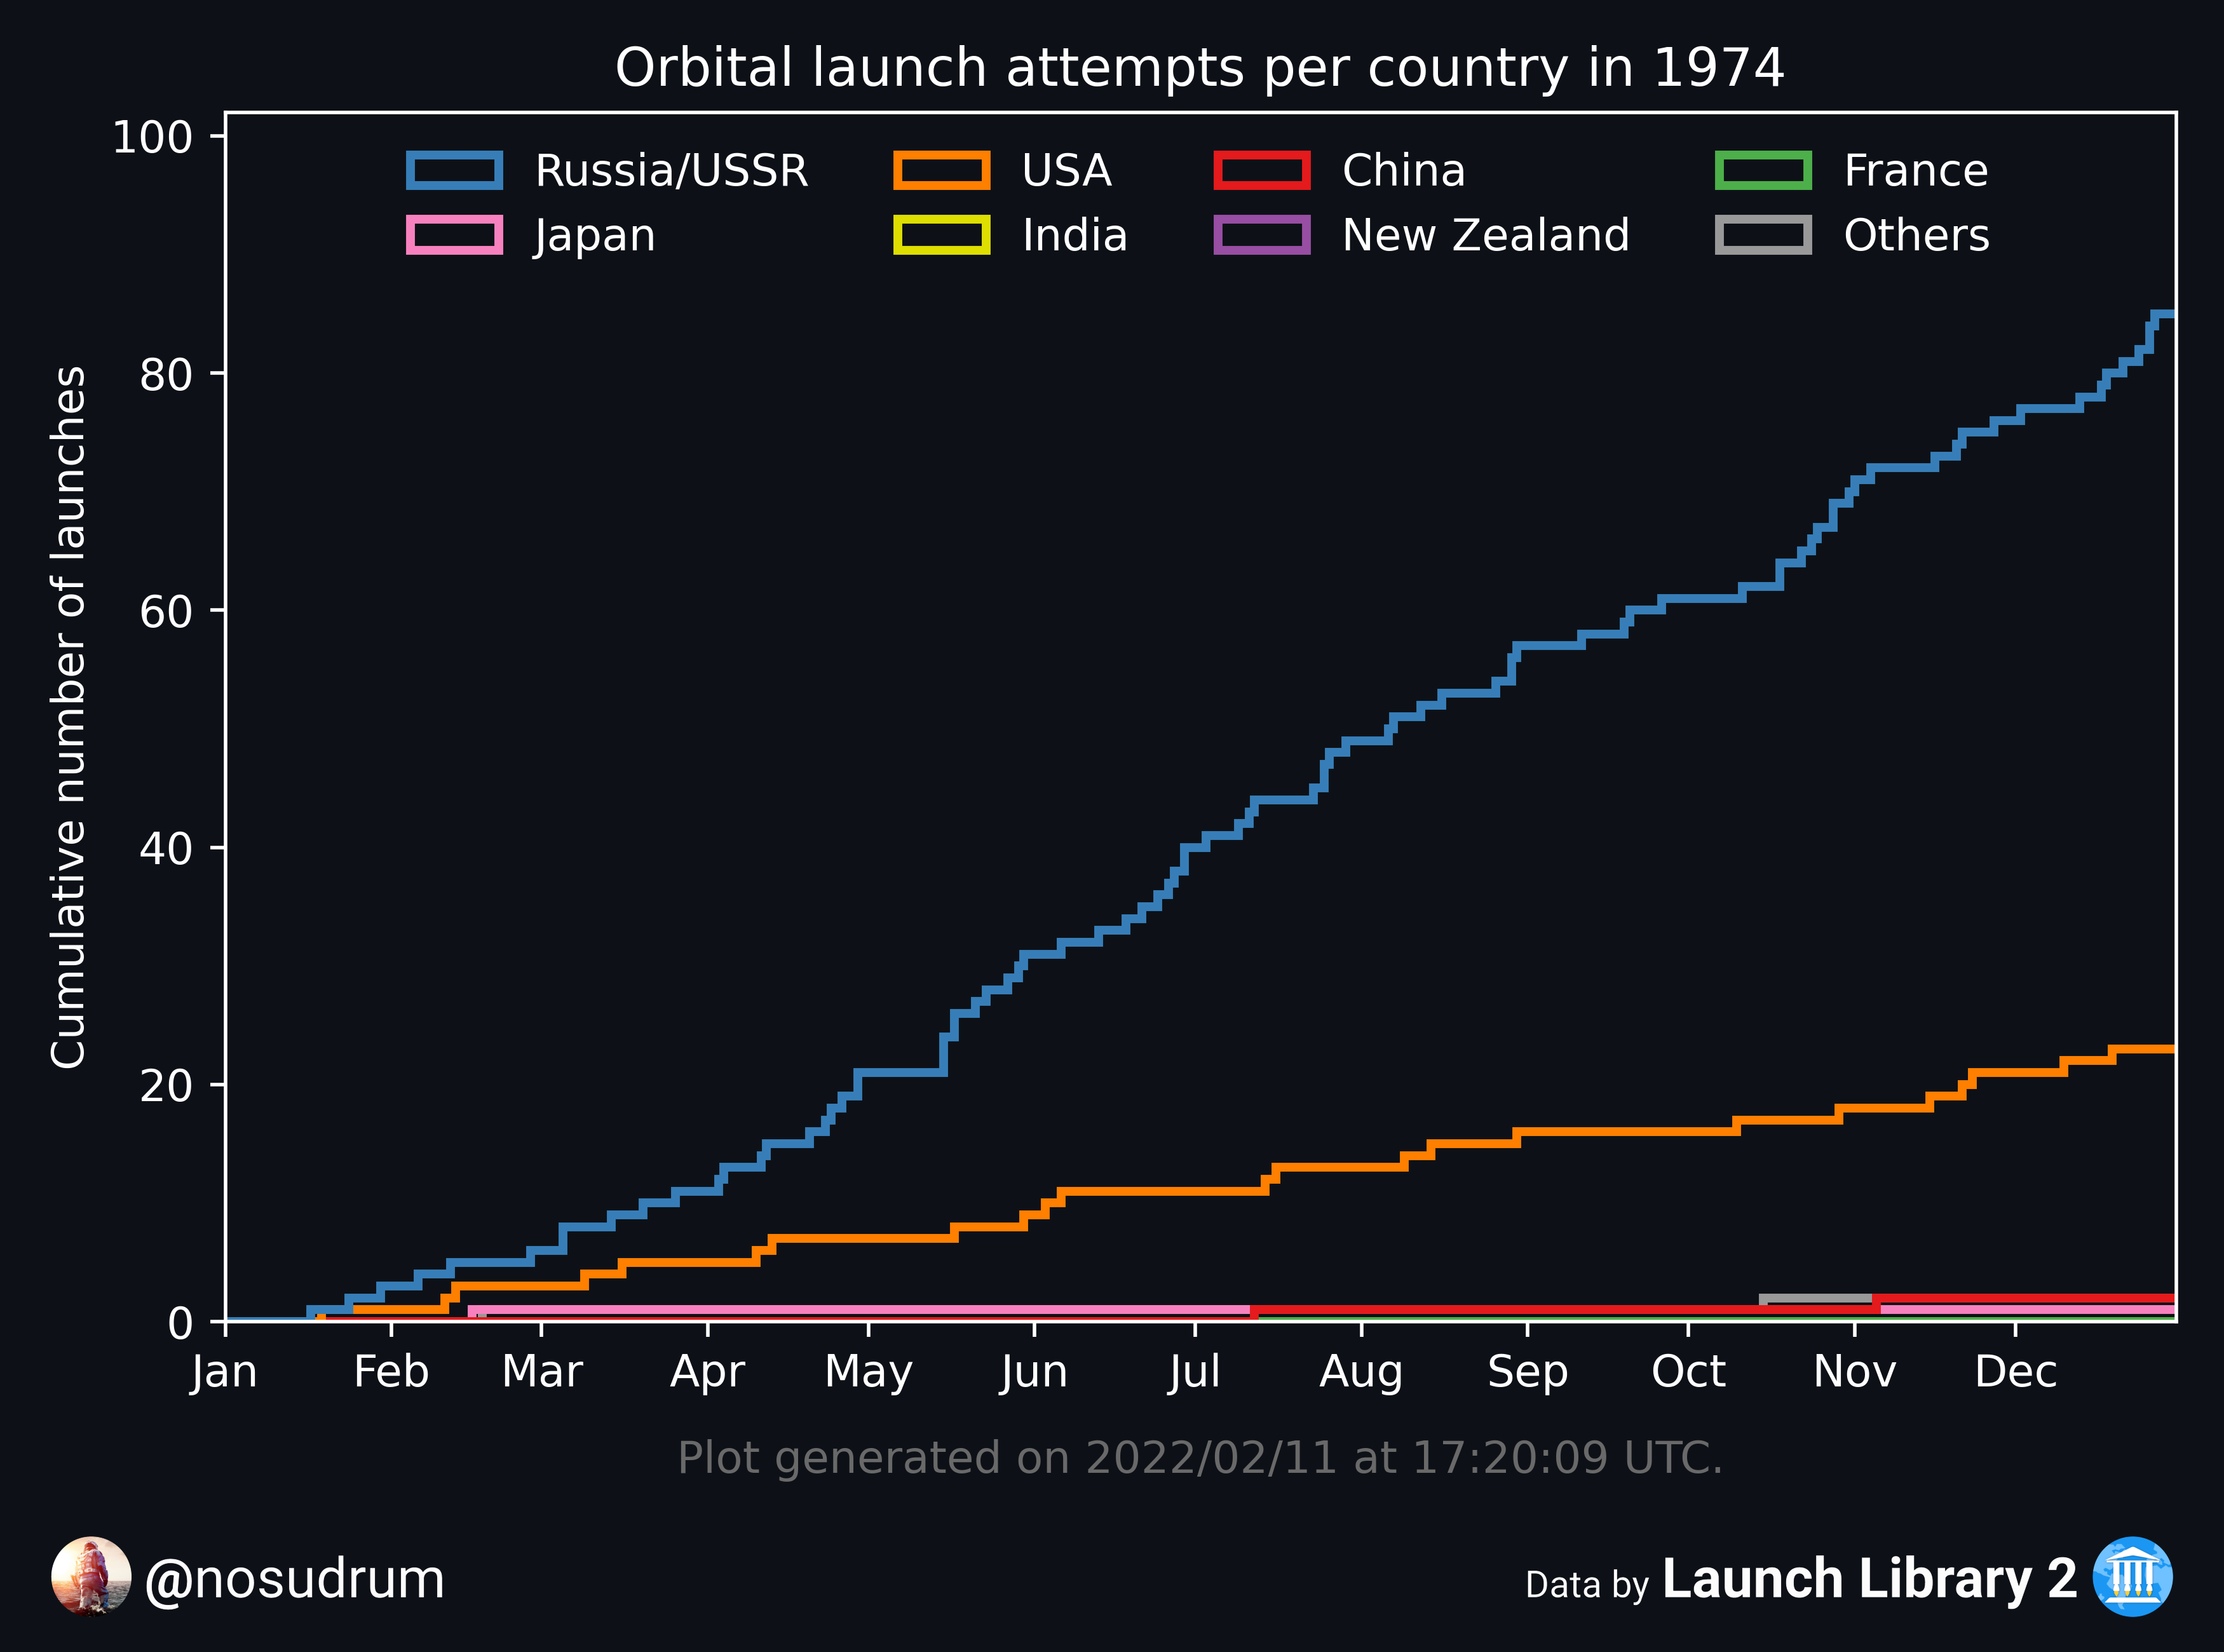 Orbital launch attempts per country in 1974
100
Russia/USSR USA China France
Japan India New Zealand Others
80
60
40
20
0
Cumulative number of launches
Jan Feb Mar Apr May Jun Jul Aug Sep Oct Nov Dec
Plot generated on 2022/02/11 at 17:20:09 UTC.
@nosudrum
Data by Launch Library 2